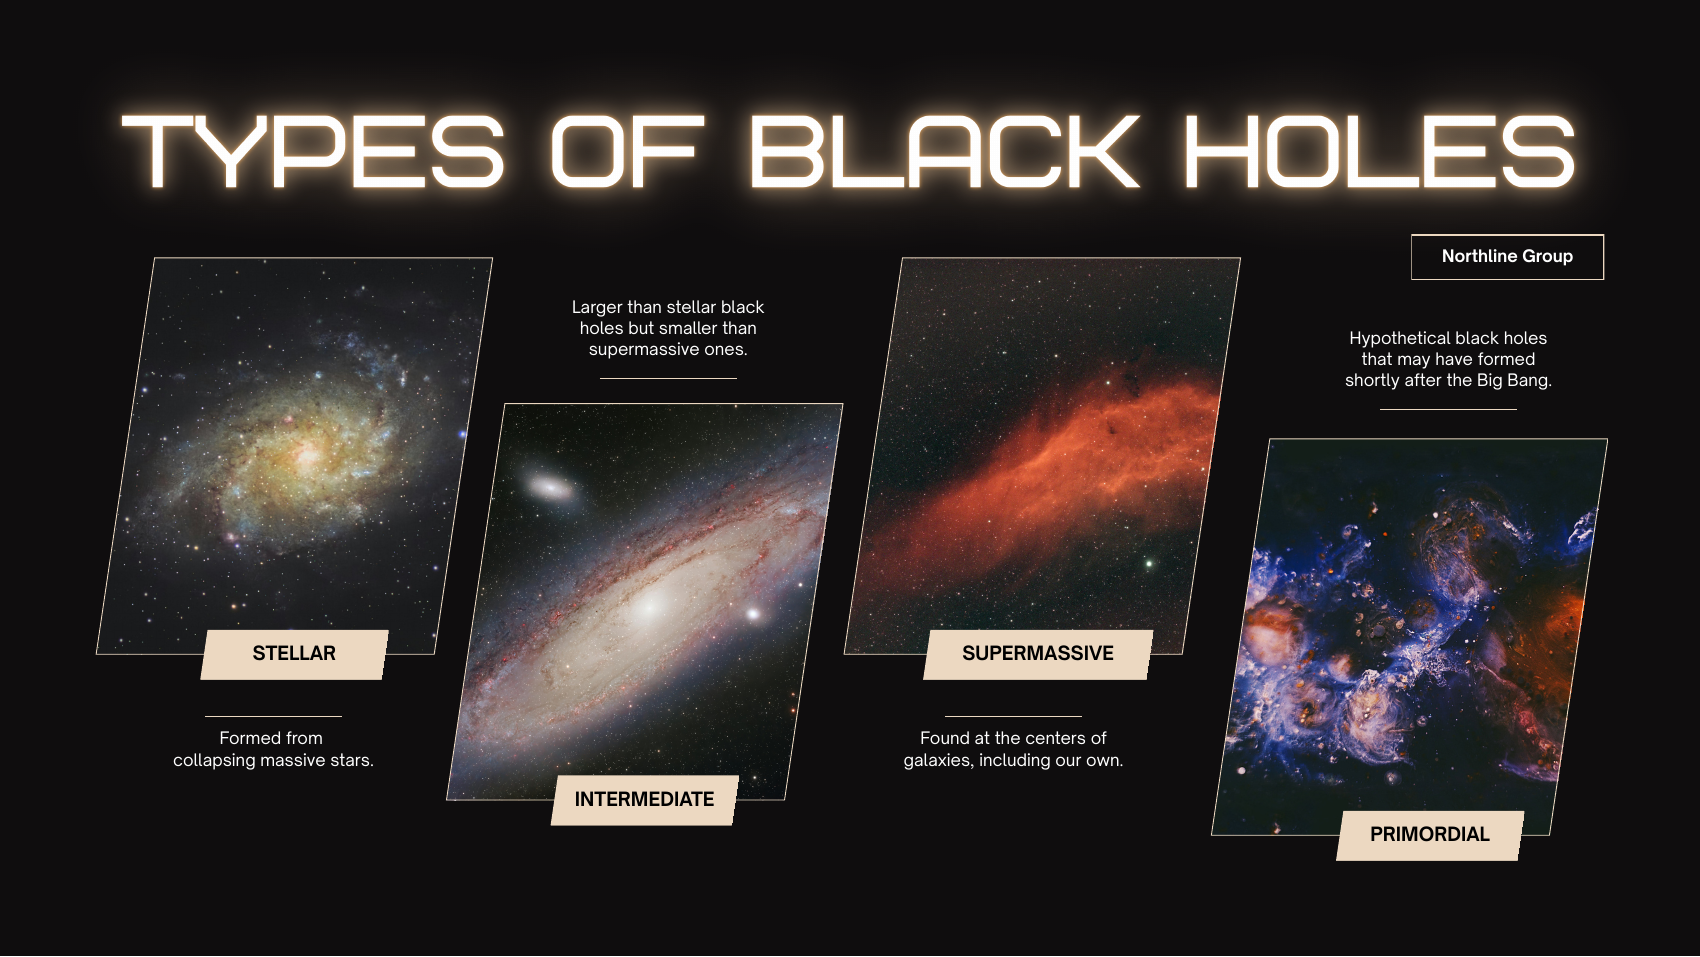 TYPES OF BLACK HOLES
Northline Group
STELLAR
Formed from
collapsing massive stars.
Larger than stellar black
holes but smaller than
supermassive ones.
INTERMEDIATE
SUPERMASSIVE
Found at the centers of
galaxies, including our own.
Hypothetical black holes
that may have formed
shortly after the Big Bang.
PRIMORDIAL